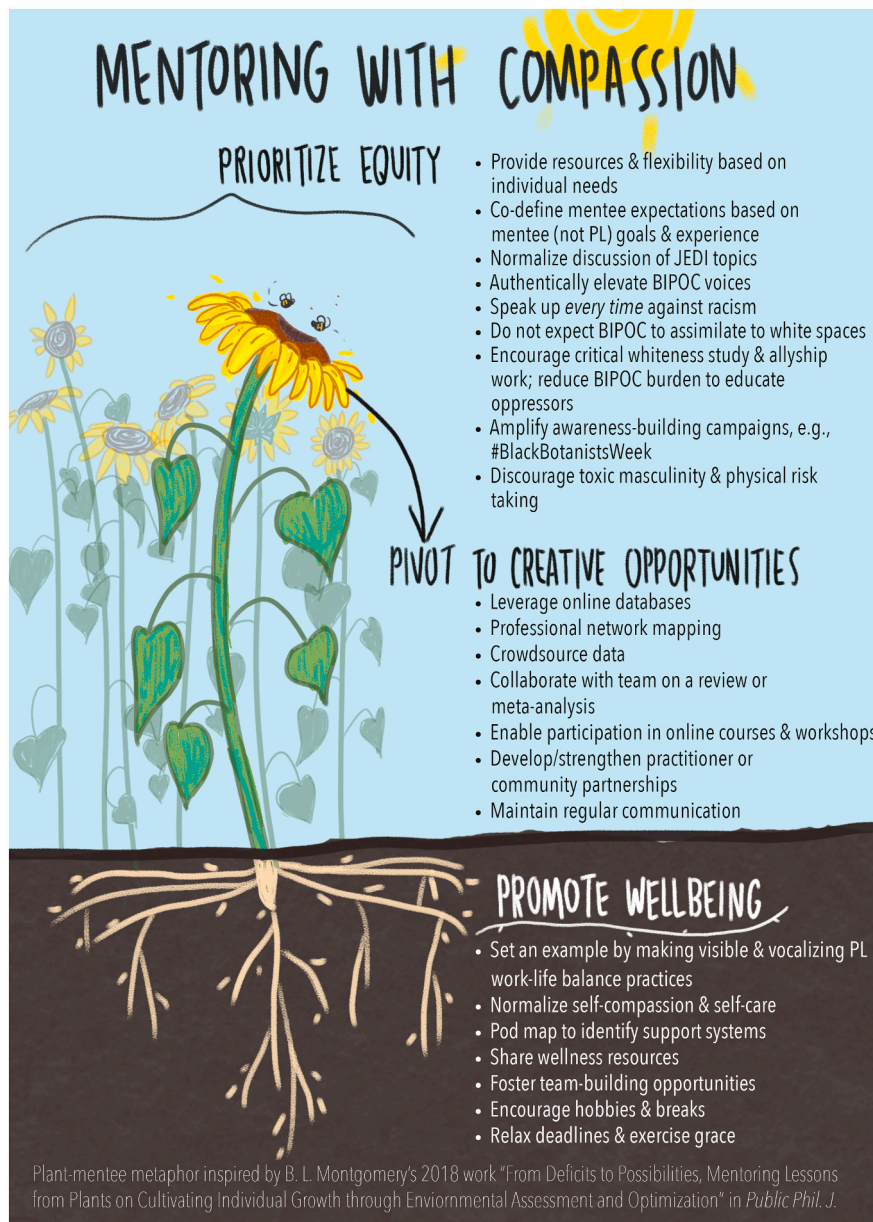 MENTORING WITH COMPASSION
PRIORITIZE EQUITY
• Provide resources & flexibility based on
individual needs
• Co-define mentee expectations based on
mentee (not PL) goals & experience
• Normalize discussion of JEDI topics
• Authentically elevate BIPOC voices
• Speak up every time against racism
• Do not expect BIPOC to assimilate to white spaces
• Encourage critical whiteness study & allyship
work; reduce BIPOC burden to educate
oppressors
• Amplify awareness-building campaigns, e.g.,
#BlackBotanistsWeek
• Discourage toxic masculinity & physical risk
taking
PIVOT TO CREATIVE OPPORTUNITIES
• Leverage online databases
• Professional network mapping
• Crowdsource data
• Collaborate with team on a review or
meta-analysis
• Enable participation in online courses & workshops
• Develop/strengthen practitioner or
community partnerships
• Maintain regular communication
PROMOTE WELLBEING
• Set an example by making visible & vocalizing PL
work-life balance practices
• Normalize self-compassion & self-care
• Pod map to identify support systems
• Share wellness resources
• Foster team-building opportunities
• Encourage hobbies & breaks
• Relax deadlines & exercise grace
Plant-mentee metaphor inspired by B. L. Montgomery's 2018 work "From Deficits to Possibilities, Mentoring Lessons
from Plants on Cultivating Individual Growth through Enviornmental Assessment and Optimization" in Public Phil. J.